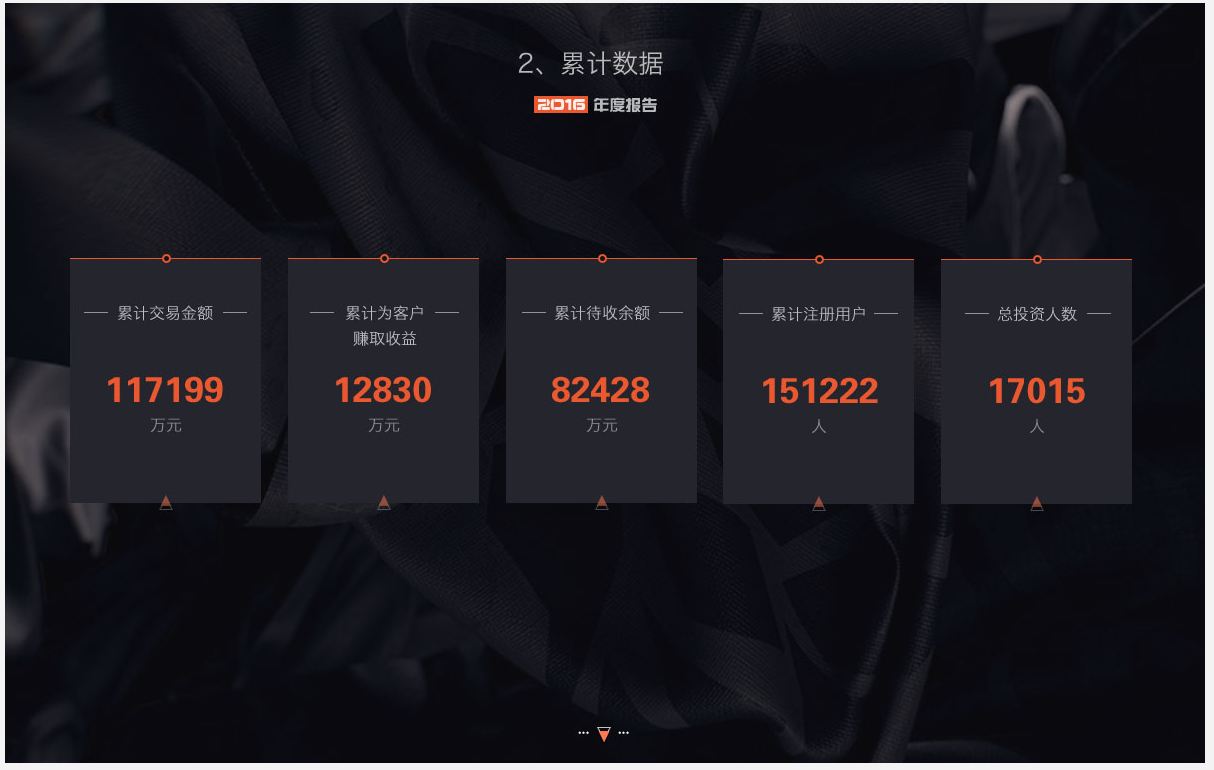 2、累计数据
2016 年度报告
累计交易金额
117199
万元
累计为客户
赚取收益
12830
万元
累计待收余额
82428
万元
累计注册用户
151222
人
总投资人数
17015
人